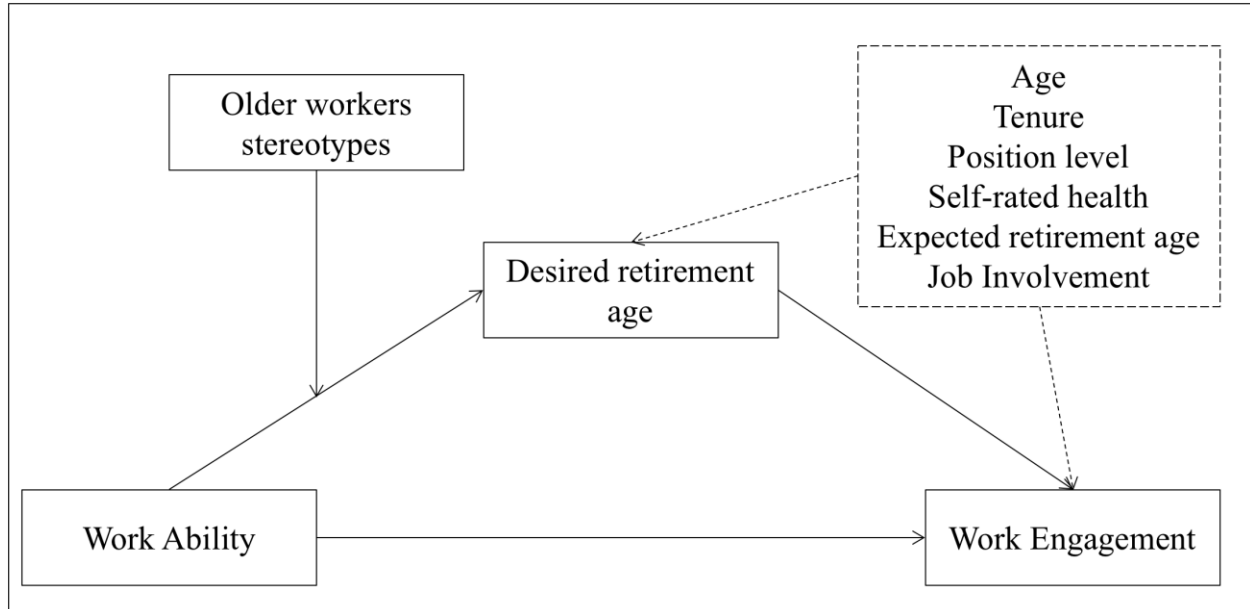 Older workers
stereotypes
Age
Tenure
Position level
Self-rated health
Expected retirement age
Job Involvement
Desired retirement
age
Work Ability
Work Engagement